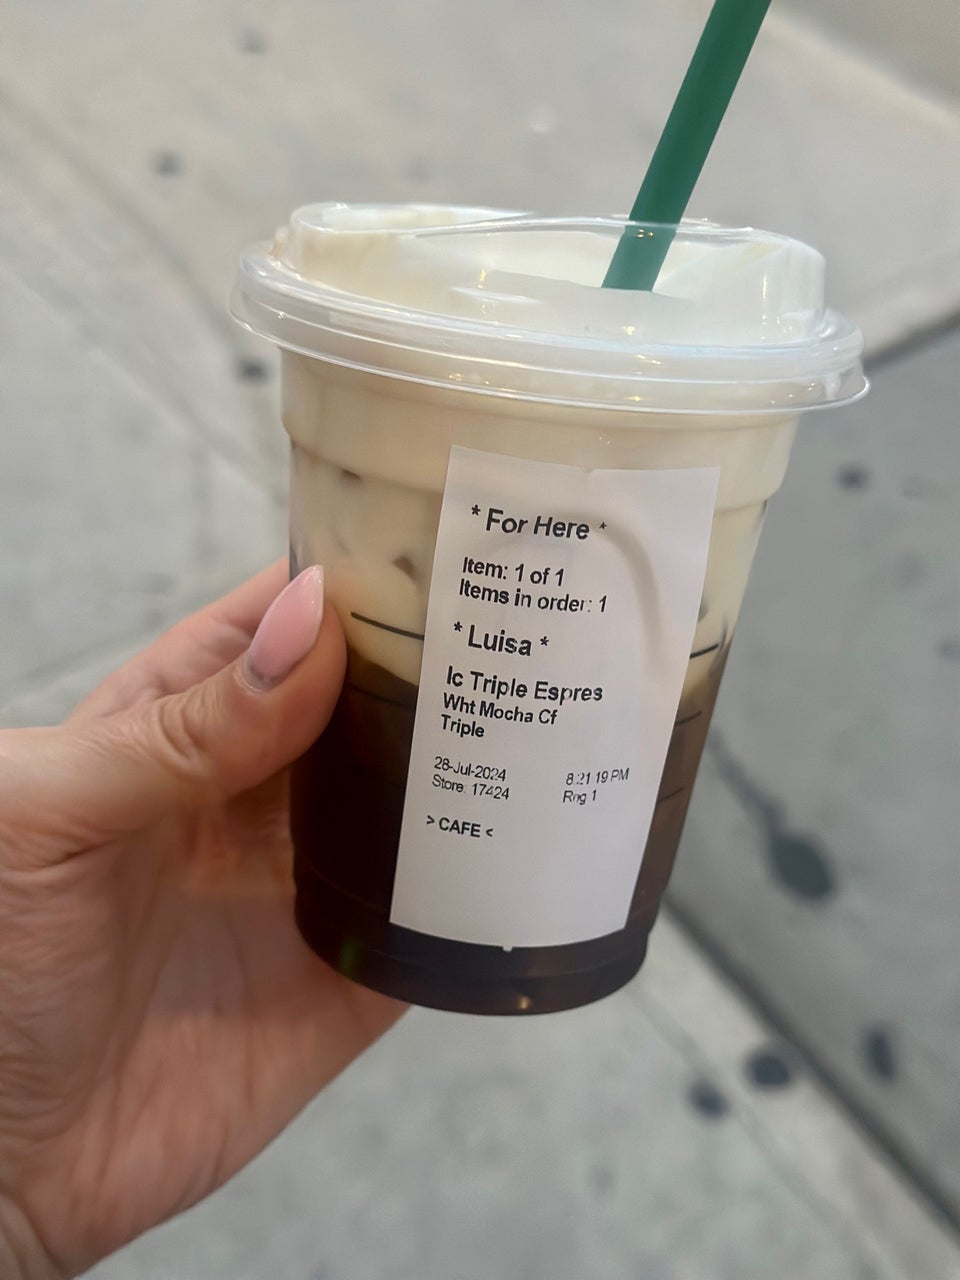 * For Here *
Item: 1 of 1
Items in order: 1
* Luisa *
Ic Triple Espres
Wht Mocha Cf
Triple
28-Jul-2024 8:21:19 PM
Store: 17424 Reg 1
> CAFE <